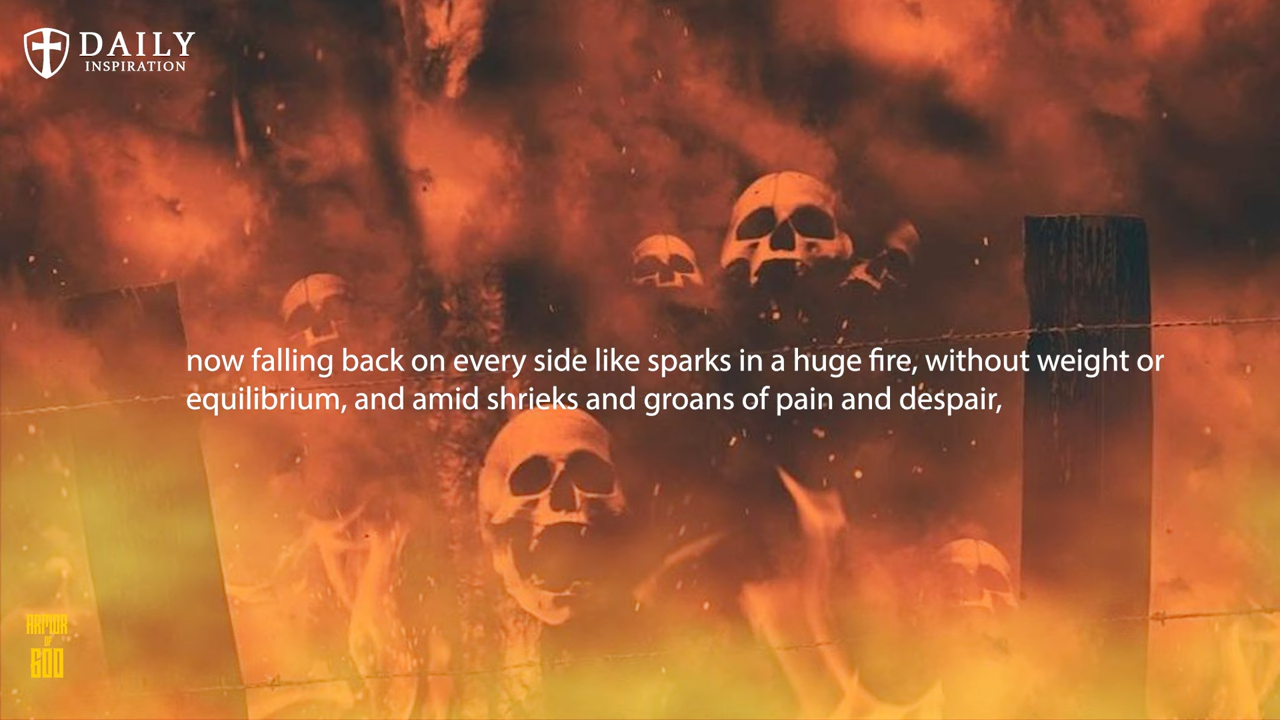 DAILY
INSPIRATION
now falling back on every side like sparks in a huge fire, without weight or
equilibrium, and amid shrieks and groans of pain and despair,
ARMOR
OF
GOD